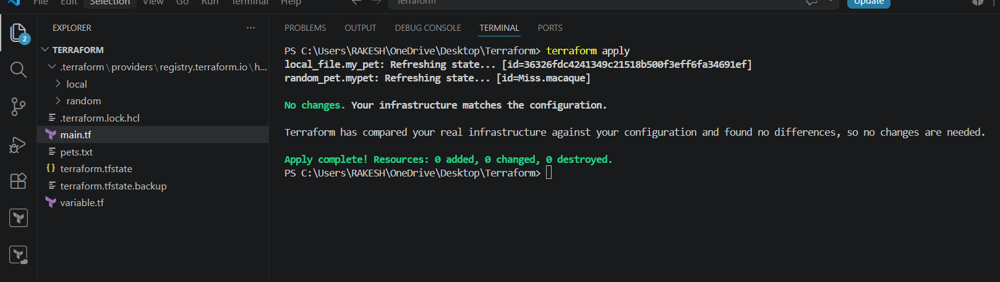 File Edit Selection View Go Run Terminal Help
Terraform
Update
EXPLORER
TERRAFORM
.terraform\providers\registry.terraform.io\h...
local
random
.terraform.lock.hcl
main.tf
pets.txt
terraform.tfstate
terraform.tfstate.backup
variable.tf
2
PROBLEMS OUTPUT DEBUG CONSOLE TERMINAL PORTS
PS C:\Users\RAKESH\OneDrive\Desktop\Terraform> terraform apply
local_file.my_pet: Refreshing state... [id=36326fdc4241349c21518b500f3eff6fa34691ef]
random_pet.mypet: Refreshing state... [id=Miss.macaque]
No changes. Your infrastructure matches the configuration.
Terraform has compared your real infrastructure against your configuration and found no differences, so no changes are needed.
Apply complete! Resources: 0 added, 0 changed, 0 destroyed.
PS C:\Users\RAKESH\OneDrive\Desktop\Terraform>